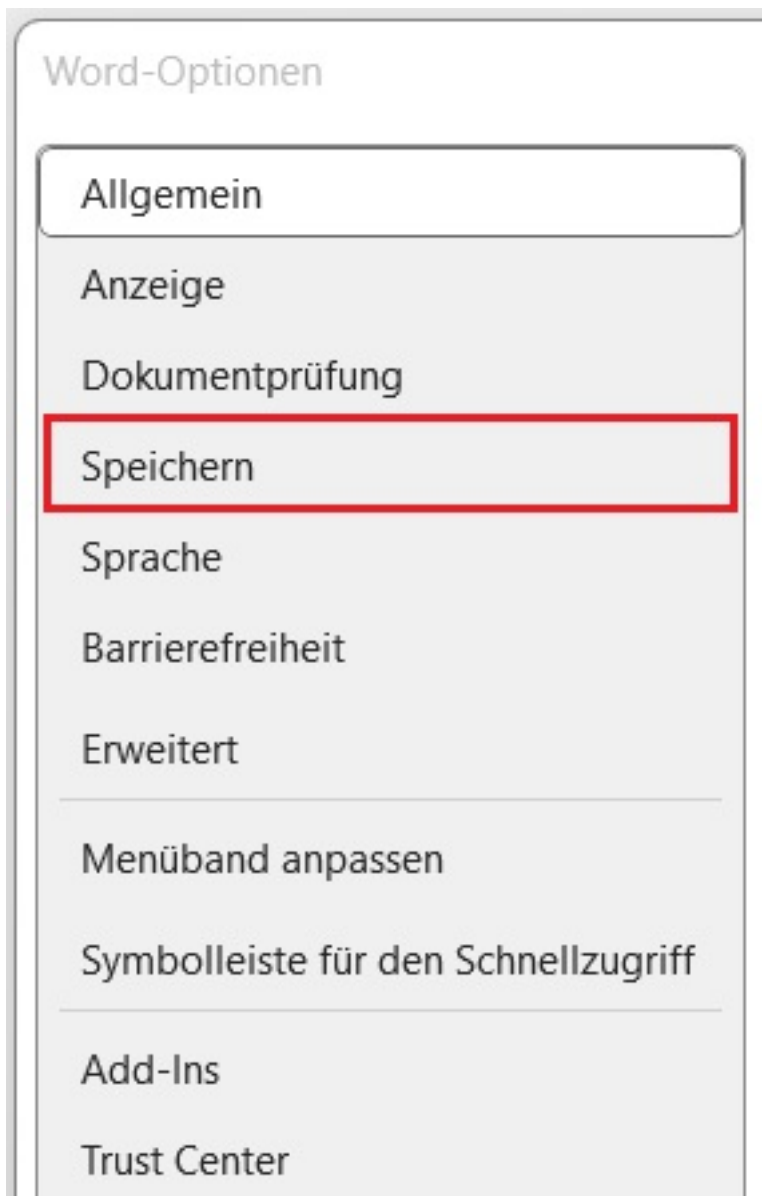 Word-Optionen
Allgemein
Anzeige
Dokumentprüfung
Speichern
Sprache
Barrierefreiheit
Erweitert
Menüband anpassen
Symbolleiste für den Schnellzugriff
Add-Ins
Trust Center